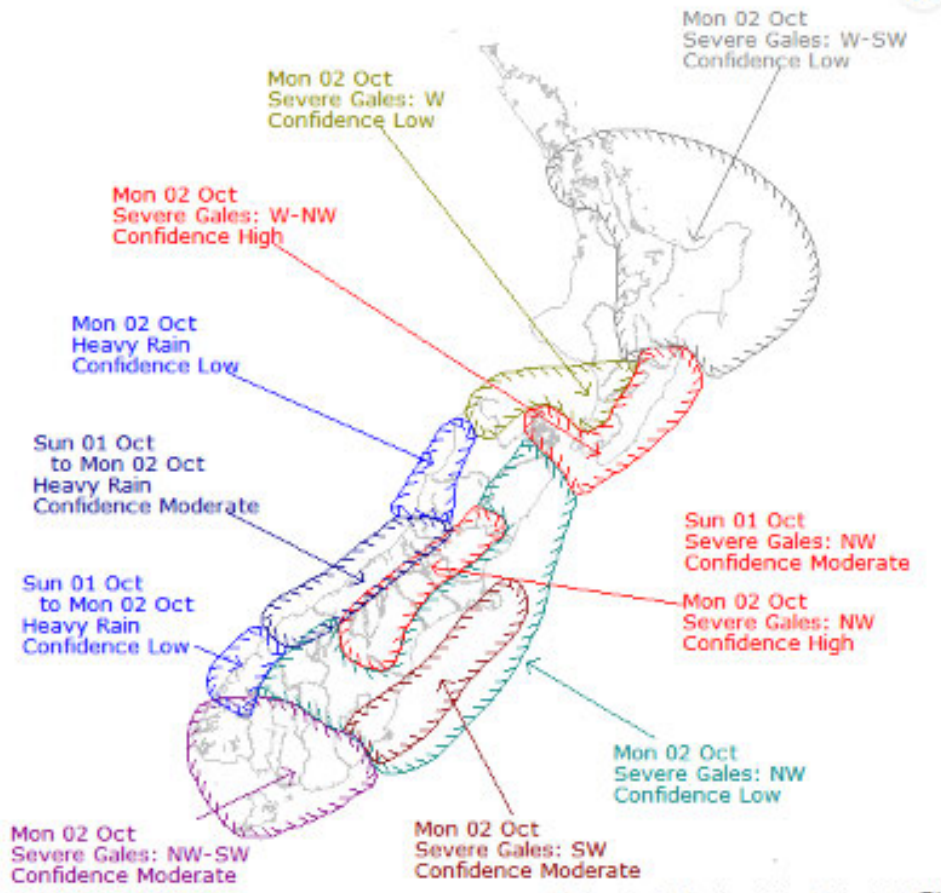 Mon 02 Oct
Severe Gales: W-SW
Confidence Low
Mon 02 Oct
Severe Gales: W
Confidence Low
Mon 02 Oct
Severe Gales: W-NW
Confidence High
Mon 02 Oct
Heavy Rain
Confidence Low
Sun 01 Oct
to Mon 02 Oct
Heavy Rain
Confidence Moderate
Sun 01 Oct
Severe Gales: NW
Confidence Moderate
Mon 02 Oct
Severe Gales: NW
Confidence High
Sun 01 Oct
to Mon 02 Oct
Heavy Rain
Confidence Low
Mon 02 Oct
Severe Gales: NW
Confidence Low
Mon 02 Oct
Severe Gales: NW-SW
Confidence Moderate
Mon 02 Oct
Severe Gales: SW
Confidence Moderate